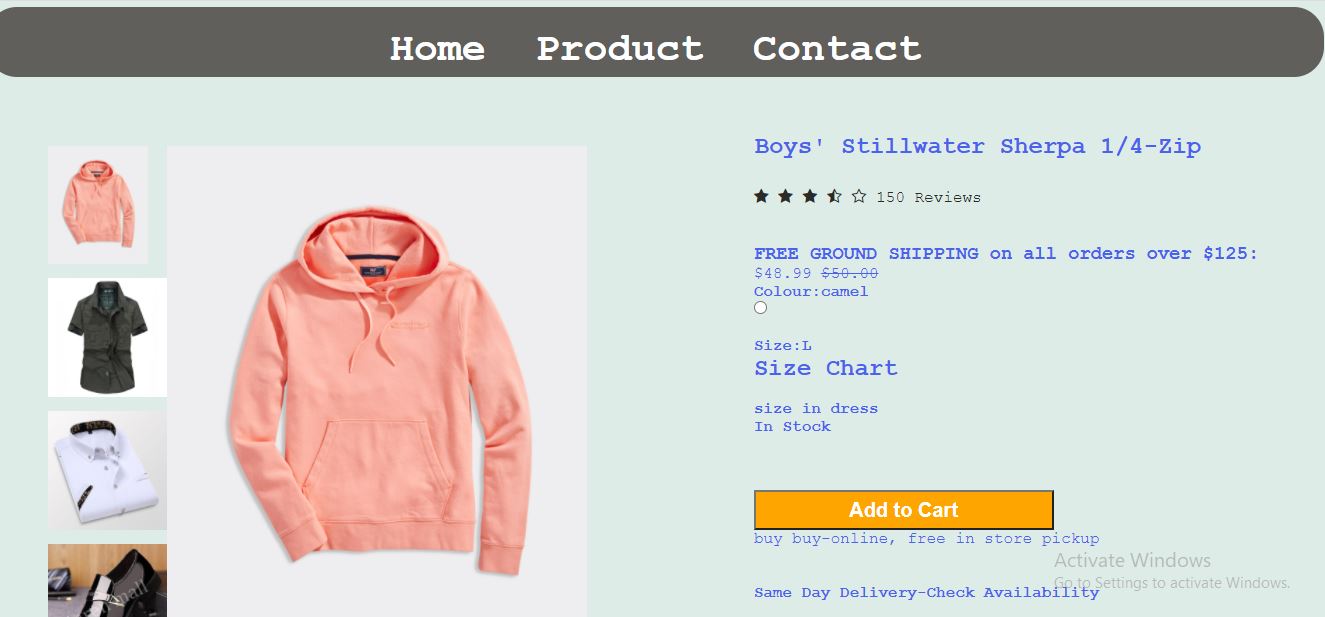 Home Product Contact
Boys' Stillwater Sherpa 1/4-Zip
150 Reviews
FREE GROUND SHIPPING on all orders over $125:
$48.99 $50.00
Colour:camel
Size:L
Size Chart
size in dress
In Stock
Add to Cart
buy buy-online, free in store pickup
Activate Windows
Go to Settings to activate Windows.
Same Day Delivery-Check Availability